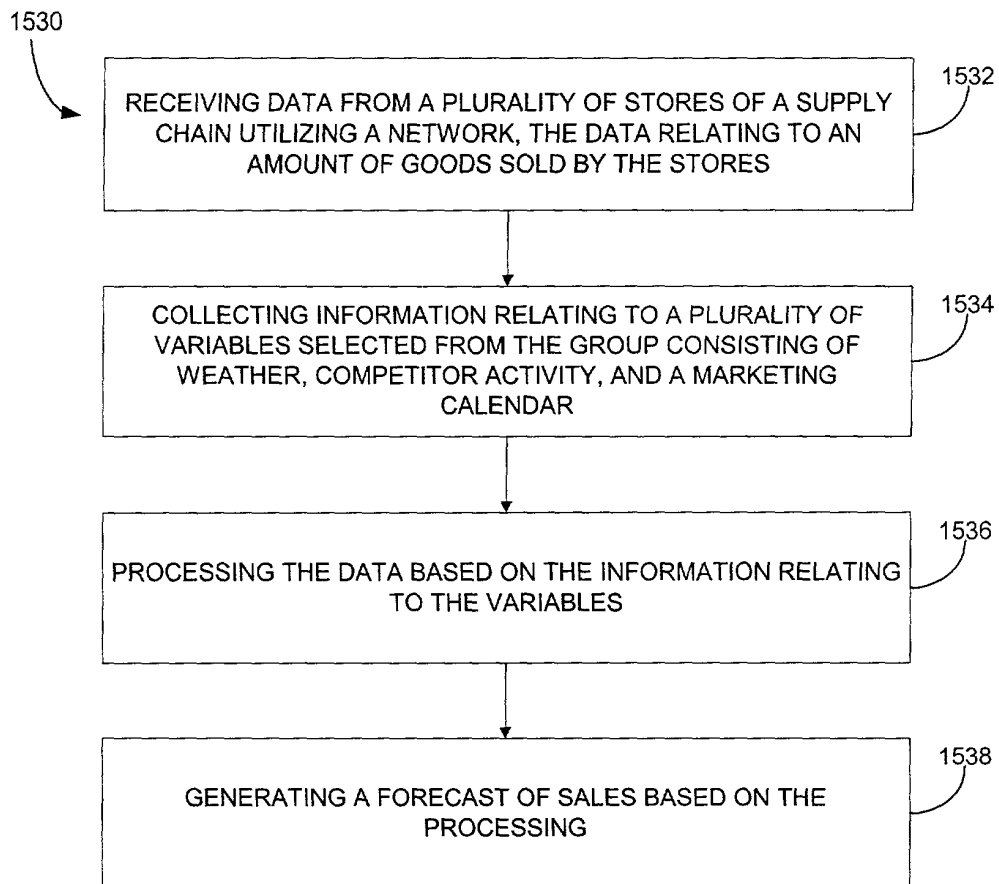 1530
1532
RECEIVING DATA FROM A PLURALITY OF STORES OF A SUPPLY
CHAIN UTILIZING A NETWORK, THE DATA RELATING TO AN
AMOUNT OF GOODS SOLD BY THE STORES
1534
COLLECTING INFORMATION RELATING TO A PLURALITY OF
VARIABLES SELECTED FROM THE GROUP CONSISTING OF
WEATHER, COMPETITOR ACTIVITY, AND A MARKETING
CALENDAR
1536
PROCESSING THE DATA BASED ON THE INFORMATION RELATING
TO THE VARIABLES
1538
GENERATING A FORECAST OF SALES BASED ON THE
PROCESSING